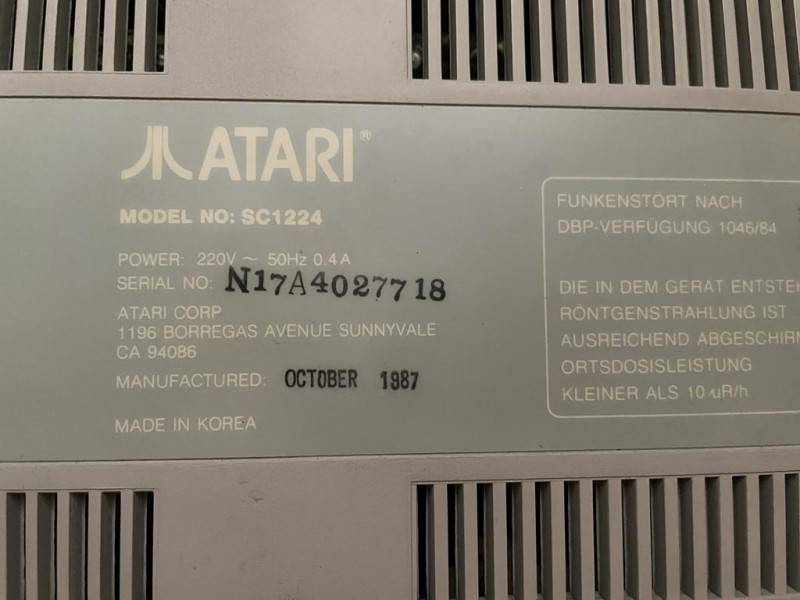 ATARI®
MODEL NO: SC1224
POWER: 220V ~ 50Hz 0.4 A
SERIAL NO: N17A4027718
ATARI CORP
1196 BORREGAS AVENUE SUNNYVALE
CA 94086
MANUFACTURED: OCTOBER 1987
MADE IN KOREA
FUNKENSTÖRT NACH
DBP-VERFÜGUNG 1046/84
DIE IN DEM GERAT ENTSTEH
RÖNTGENSTRAHLUNG IST
AUSREICHEND ABGESCHIRM
ORTSDOSISLEISTUNG
KLEINER ALS 10 uR/h